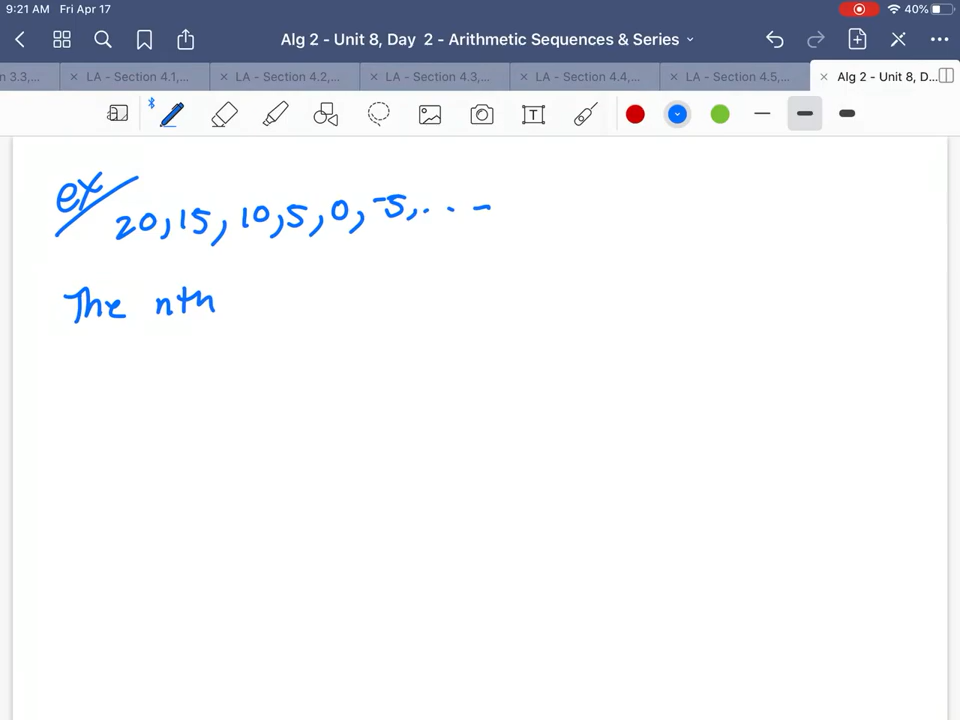 9:21 AM Fri Apr 17 40%
Alg 2 - Unit 8, Day 2 - Arithmetic Sequences & Series
n 3.3,... LA - Section 4.1,... LA - Section 4.2,... LA - Section 4.3,... LA - Section 4.4,... LA - Section 4.5,... Alg 2 - Unit 8, D...
T
ex
20, 15, 10, 5, 0, -5, ...
The nth